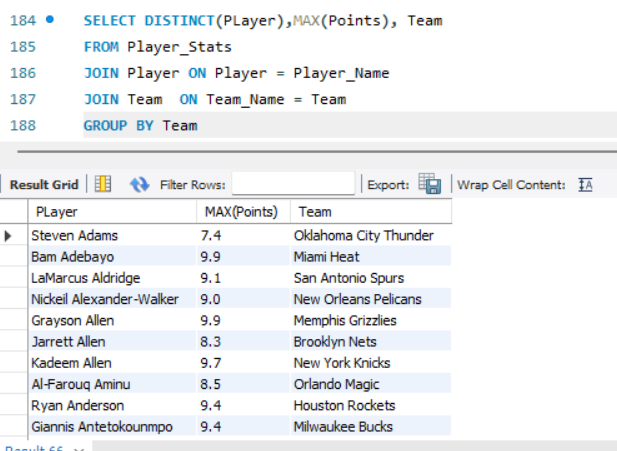 184 SELECT DISTINCT(PLayer),MAX(Points), Team
185 FROM Player_Stats
186 JOIN Player ON Player = Player_Name
187 JOIN Team  ON Team_Name = Team
188 GROUP BY Team
Result Grid Filter Rows: Export: Wrap Cell Content: IA
PLayer MAX(Points) Team
Steven Adams 7.4 Oklahoma City Thunder
Bam Adebayo 9.9 Miami Heat
LaMarcus Aldridge 9.1 San Antonio Spurs
Nickeil Alexander-Walker 9.0 New Orleans Pelicans
Grayson Allen 9.9 Memphis Grizzlies
Jarrett Allen 8.3 Brooklyn Nets
Kadeem Allen 9.7 New York Knicks
Al-Farouq Aminu 8.5 Orlando Magic
Ryan Anderson 9.4 Houston Rockets
Giannis Antetokounmpo 9.4 Milwaukee Bucks
Result 66